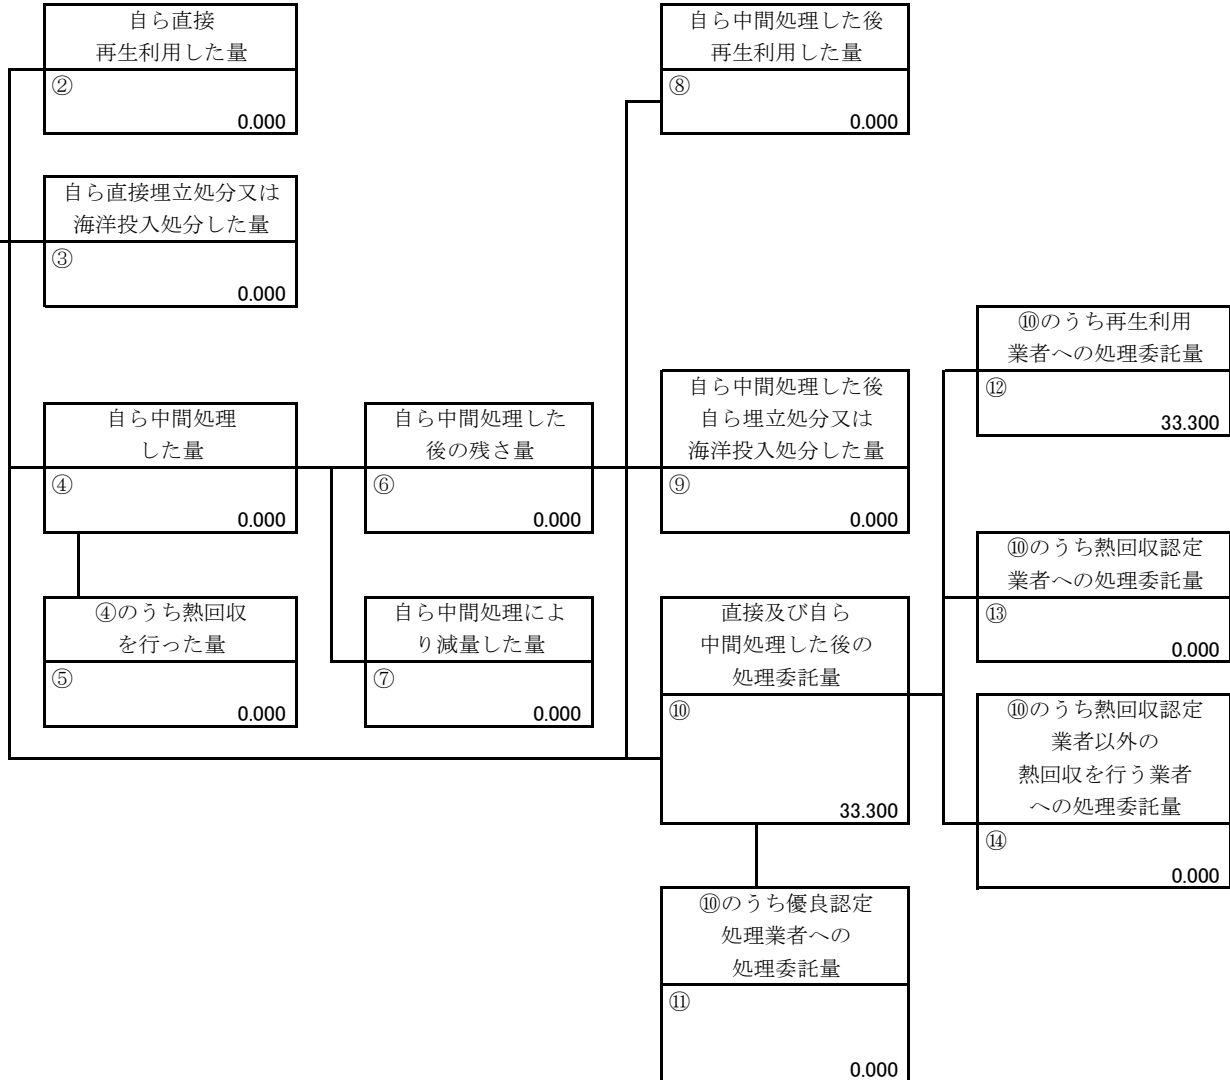 自ら直接
再生利用した量
②
0.000
自ら中間処理した後
再生利用した量
⑧
0.000
自ら直接埋立処分又は
海洋投入処分した量
③
0.000
⑩のうち再生利用
業者への処理委託量
⑫
33.300
自ら中間処理
した量
④
0.000
自ら中間処理した
後の残さ量
⑥
0.000
自ら中間処理した後
自ら埋立処分又は
海洋投入処分した量
⑨
0.000
⑩のうち熱回収認定
業者への処理委託量
⑬
0.000
④のうち熱回収
を行った量
⑤
0.000
自ら中間処理によ
り減量した量
⑦
0.000
直接及び自ら
中間処理した後の
処理委託量
⑩
33.300
⑩のうち熱回収認定
業者以外の
熱回収を行う業者
への処理委託量
⑭
0.000
⑩のうち優良認定
処理業者への
処理委託量
⑪
0.000